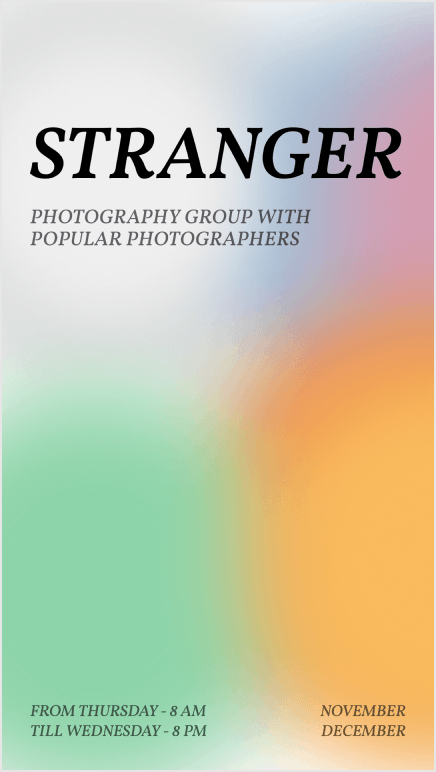 STRANGER
PHOTOGRAPHY GROUP WITH
POPULAR PHOTOGRAPHERS
FROM THURSDAY - 8 AM
TILL WEDNESDAY - 8 PM
NOVEMBER
DECEMBER